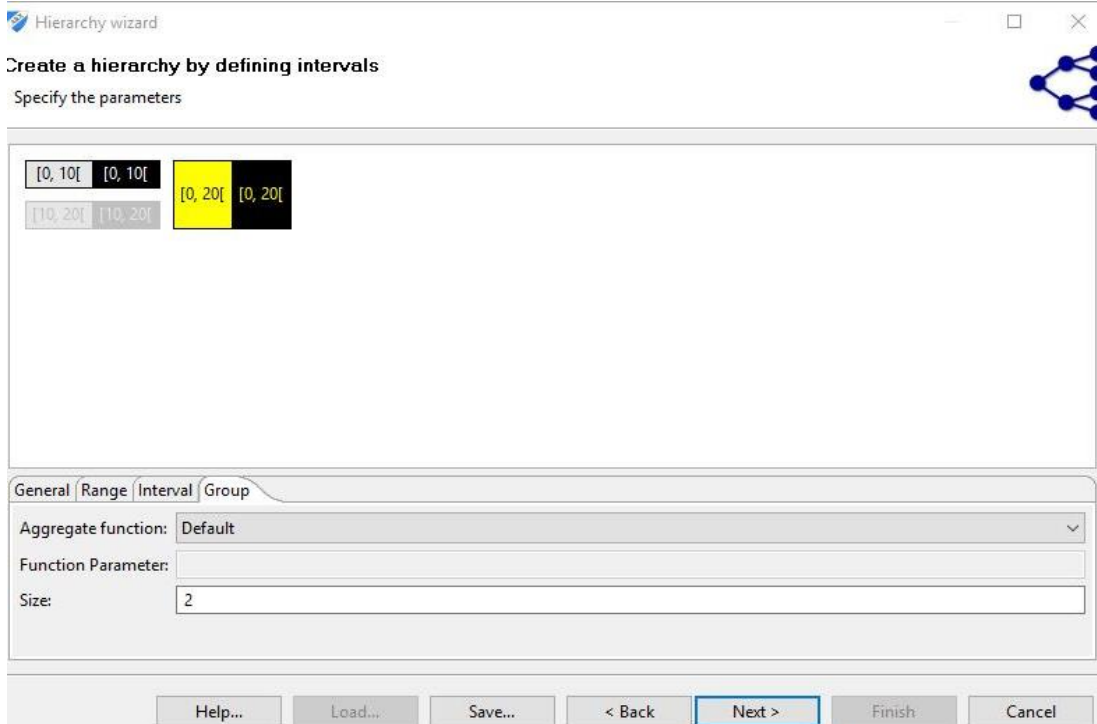 Hierarchy wizard
Create a hierarchy by defining intervals
Specify the parameters
[0, 10[ [0, 10[
[0, 20[ [0, 20[
[10, 20[ [10, 20[
General Range Interval Group
Aggregate function: Default
Function Parameter:
Size: 2
Help... Load... Save... < Back Next > Finish Cancel